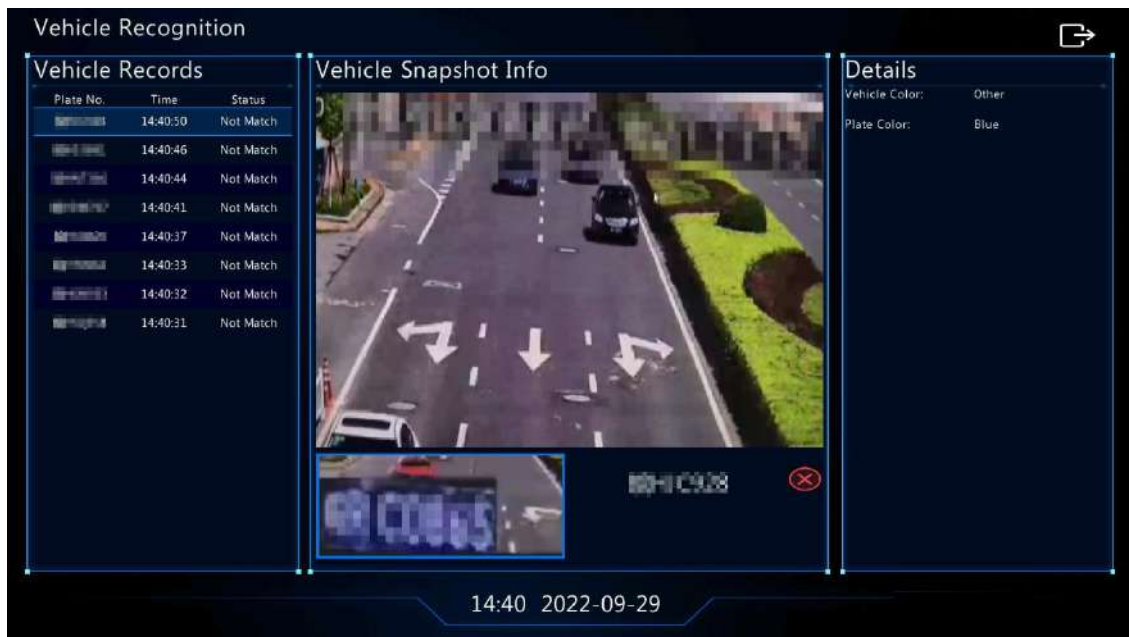 Vehicle Recognition
Vehicle Records
Plate No. Time Status
14:40:50 Not Match
14:40:46 Not Match
14:40:44 Not Match
14:40:41 Not Match
14:40:37 Not Match
14:40:33 Not Match
14:40:32 Not Match
14:40:31 Not Match
Vehicle Snapshot Info
Details
Vehicle Color: Other
Plate Color: Blue
14:40 2022-09-29